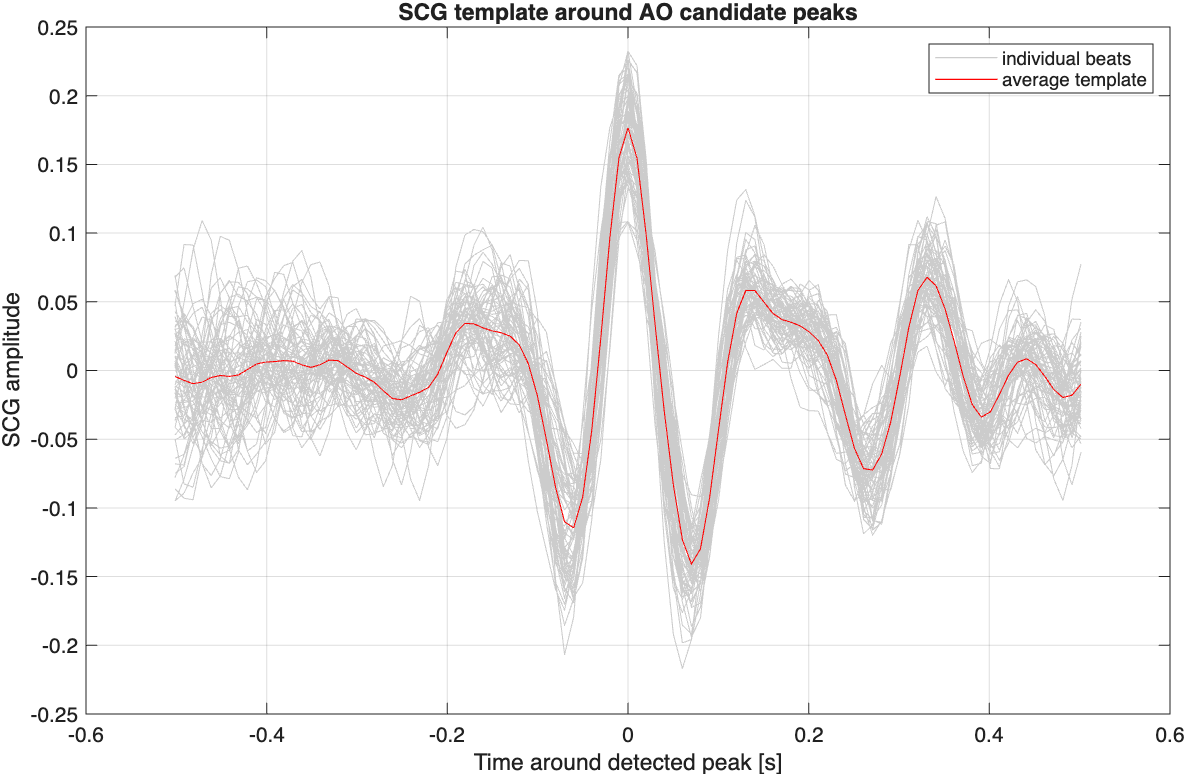 SCG template around AO candidate peaks
individual beats
average template
SCG amplitude
0.25
0.2
0.15
0.1
0.05
0
-0.05
-0.1
-0.15
-0.2
-0.25
-0.6 -0.4 -0.2 0 0.2 0.4 0.6
Time around detected peak [s]